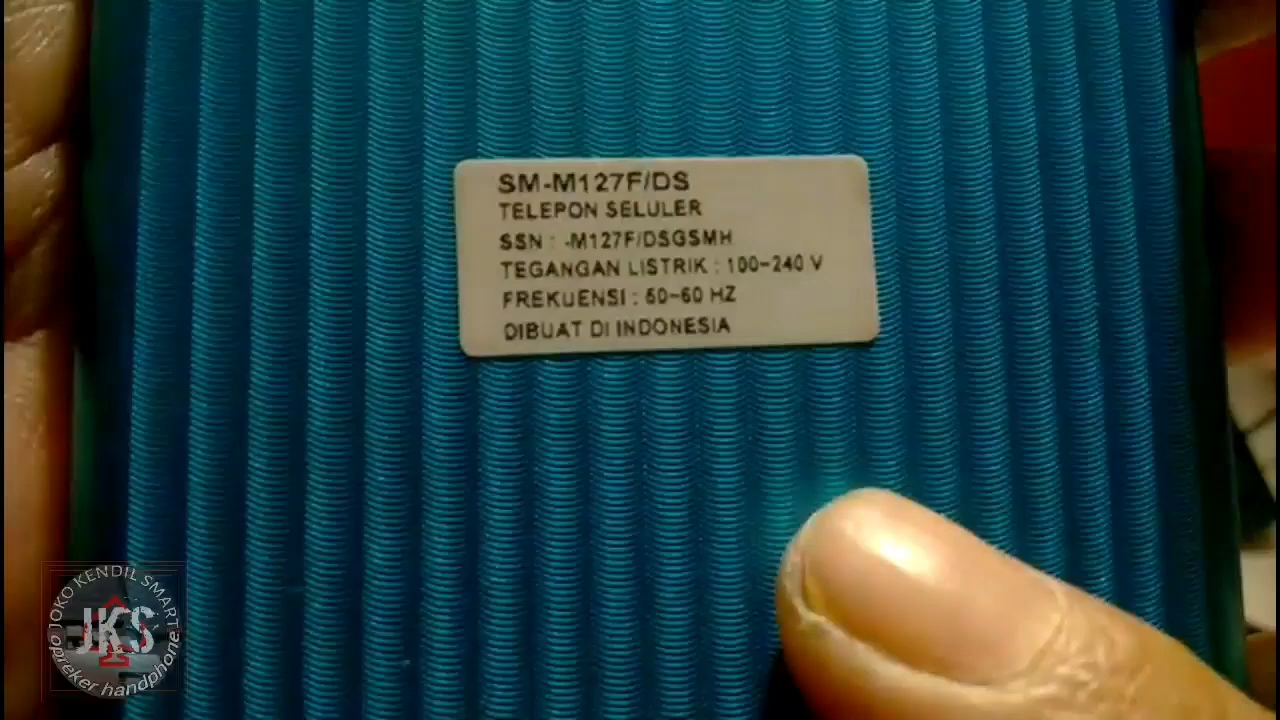 SM-M127F/DS
TELEPON SELULER
SSN : -M127F/DSGSMH
TEGANGAN LISTRIK : 100~240 V
FREKUENSI : 50~60 HZ
DIBUAT DI INDONESIA
JOKO KENDIL SMARTE
JKS
opreker handphone